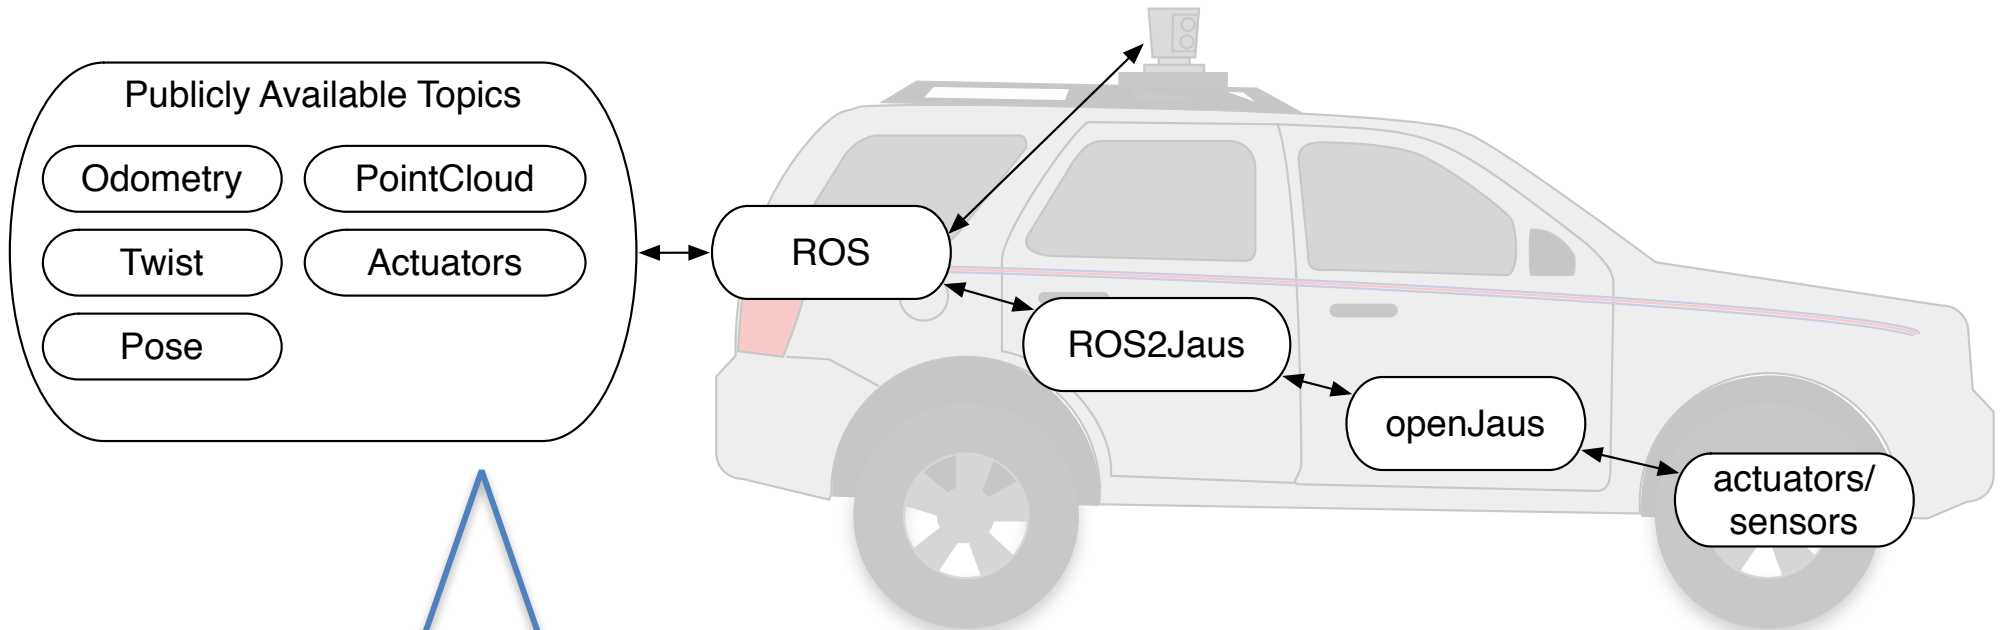 Publicly Available Topics
Odometry
PointCloud
Twist
Actuators
Pose
ROS
ROS2Jaus
openJaus
actuators/
sensors